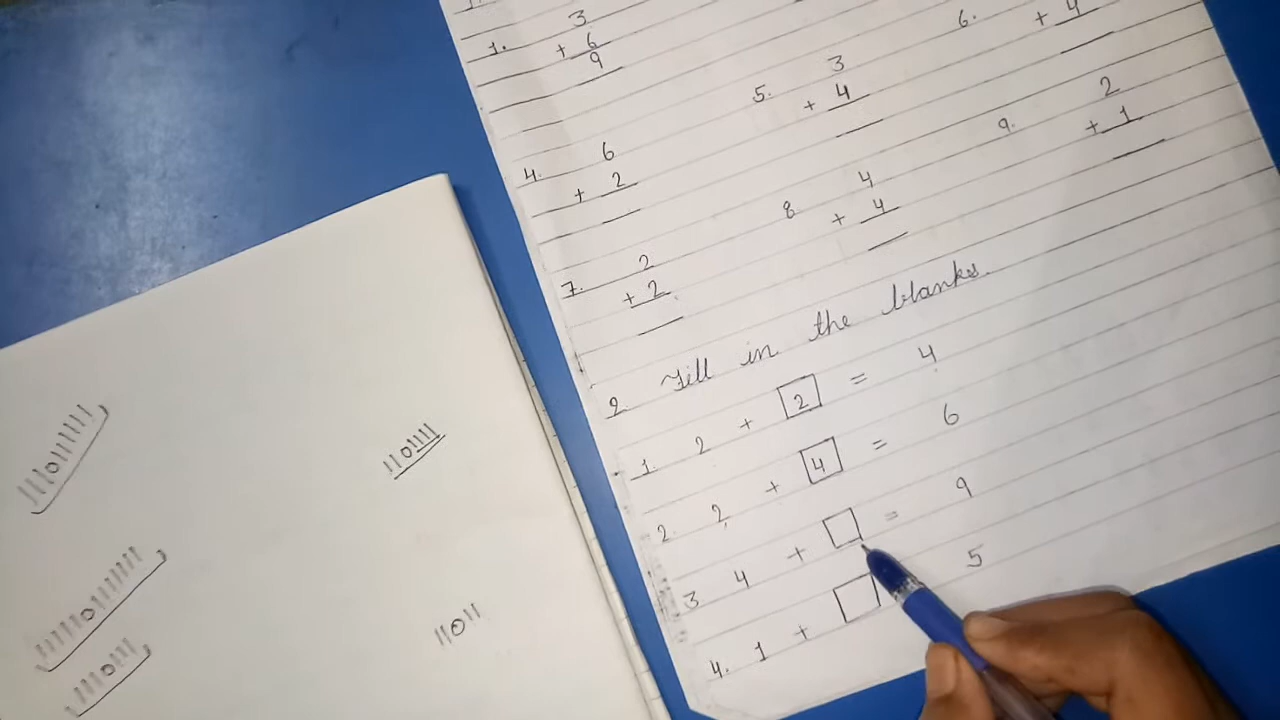 1. 3
+ 6
9
6. + 4
4. 6
+ 2
5. 3
+ 4
9. 2
+ 1
7. 2
+ 2
8 4
+ 4
2 Fill in the blanks.
1. 2 + 2 = 4
2. 2 + 4 = 6
3 4 + = 9
4. 1 + 5